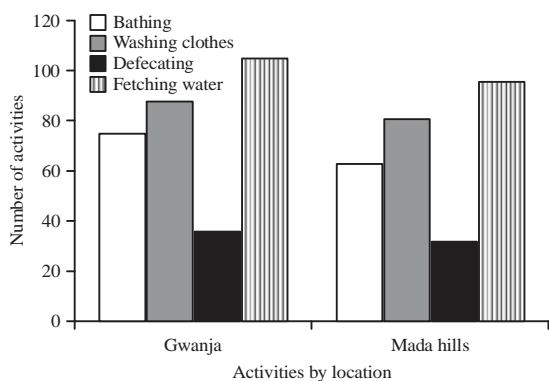 120
100
80
60
40
20
0
Number of activities
Bathing
Washing clothes
Defecating
Fetching water
Gwanja
Mada hills
Activities by location